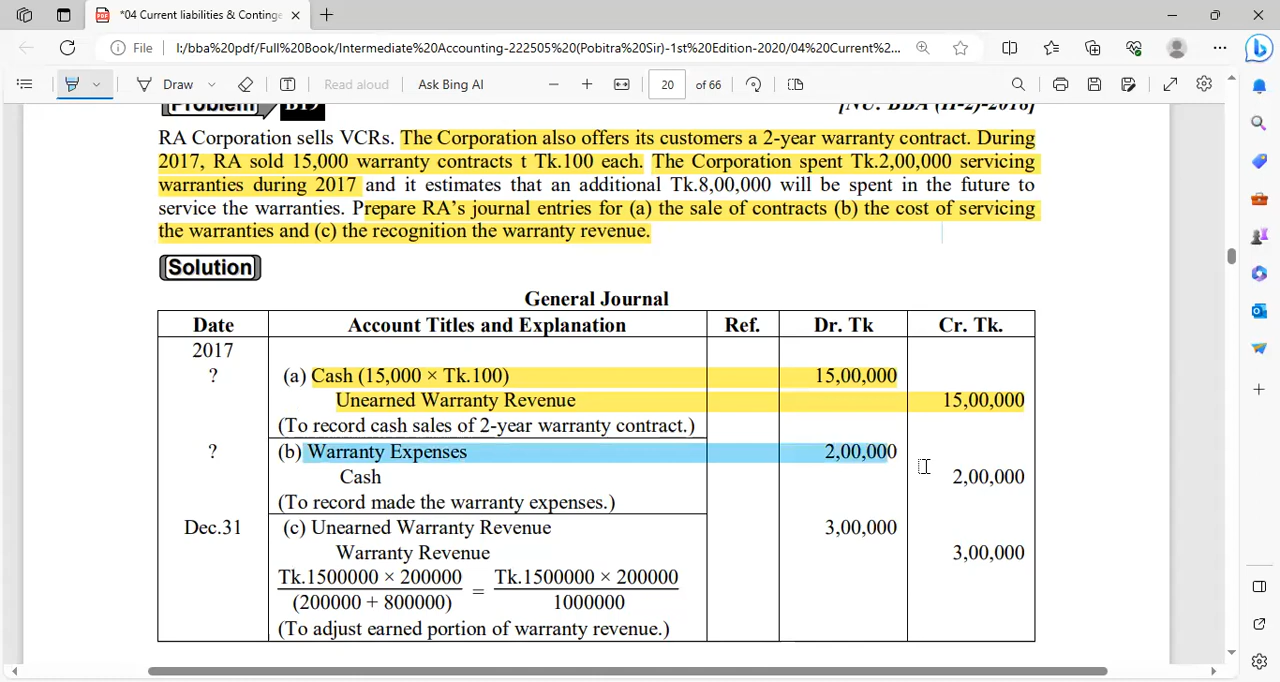 *04 Current liabilities & Continge
File
I:/bba%20pdf/Full%20Book/Intermediate%20Accounting-222505%20(Pobitra%20Sir)-1st%20Edition-2020/04%20Current%2...
Draw
Read aloud
Ask Bing AI
20
of 66
Problem B19
[NU: BBA (H-2)-2018]
RA Corporation sells VCRs. The Corporation also offers its customers a 2-year warranty contract. During
2017, RA sold 15,000 warranty contracts t Tk.100 each. The Corporation spent Tk.2,00,000 servicing
warranties during 2017 and it estimates that an additional Tk.8,00,000 will be spent in the future to
service the warranties. Prepare RA's journal entries for (a) the sale of contracts (b) the cost of servicing
the warranties and (c) the recognition the warranty revenue.
Solution
General Journal
Date Account Titles and Explanation Ref. Dr. Tk Cr. Tk.
2017
? (a) Cash (15,000 × Tk.100) 15,00,000
Unearned Warranty Revenue 15,00,000
(To record cash sales of 2-year warranty contract.)
? (b) Warranty Expenses 2,00,000
Cash 2,00,000
(To record made the warranty expenses.)
Dec.31 (c) Unearned Warranty Revenue 3,00,000
Warranty Revenue 3,00,000
Tk.1500000 × 200000 = Tk.1500000 × 200000
(200000 + 800000) 1000000
(To adjust earned portion of warranty revenue.)